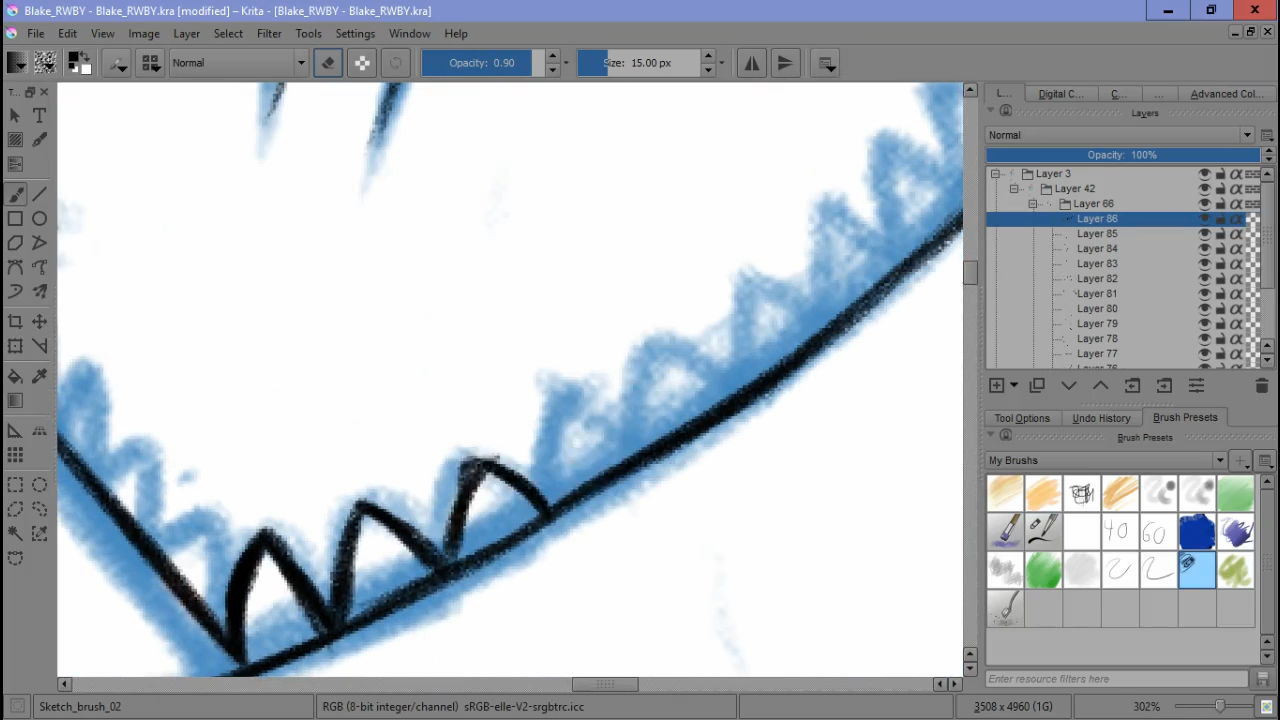 Blake_RWBY - Blake_RWBY.kra [modified] – Krita - [Blake_RWBY - Blake_RWBY.kra]
File Edit View Image Layer Select Filter Tools Settings Window Help
Normal Opacity: 0.90 Size: 15.00 px
T... L... Digital C... C... ... Advanced Col...
Layers
Normal
Opacity: 100%
Layer 3
Layer 42
Layer 66
Layer 86
Layer 85
Layer 84
Layer 83
Layer 82
Layer 81
Layer 80
Layer 79
Layer 78
Layer 77
Tool Options Undo History Brush Presets
Brush Presets
My Brushes
40 60
Enter resource filters here
Sketch_brush_02 RGB (8-bit integer/channel) sRGB-elle-V2-srgbtrc.icc 3508 x 4960 (1G) 302%